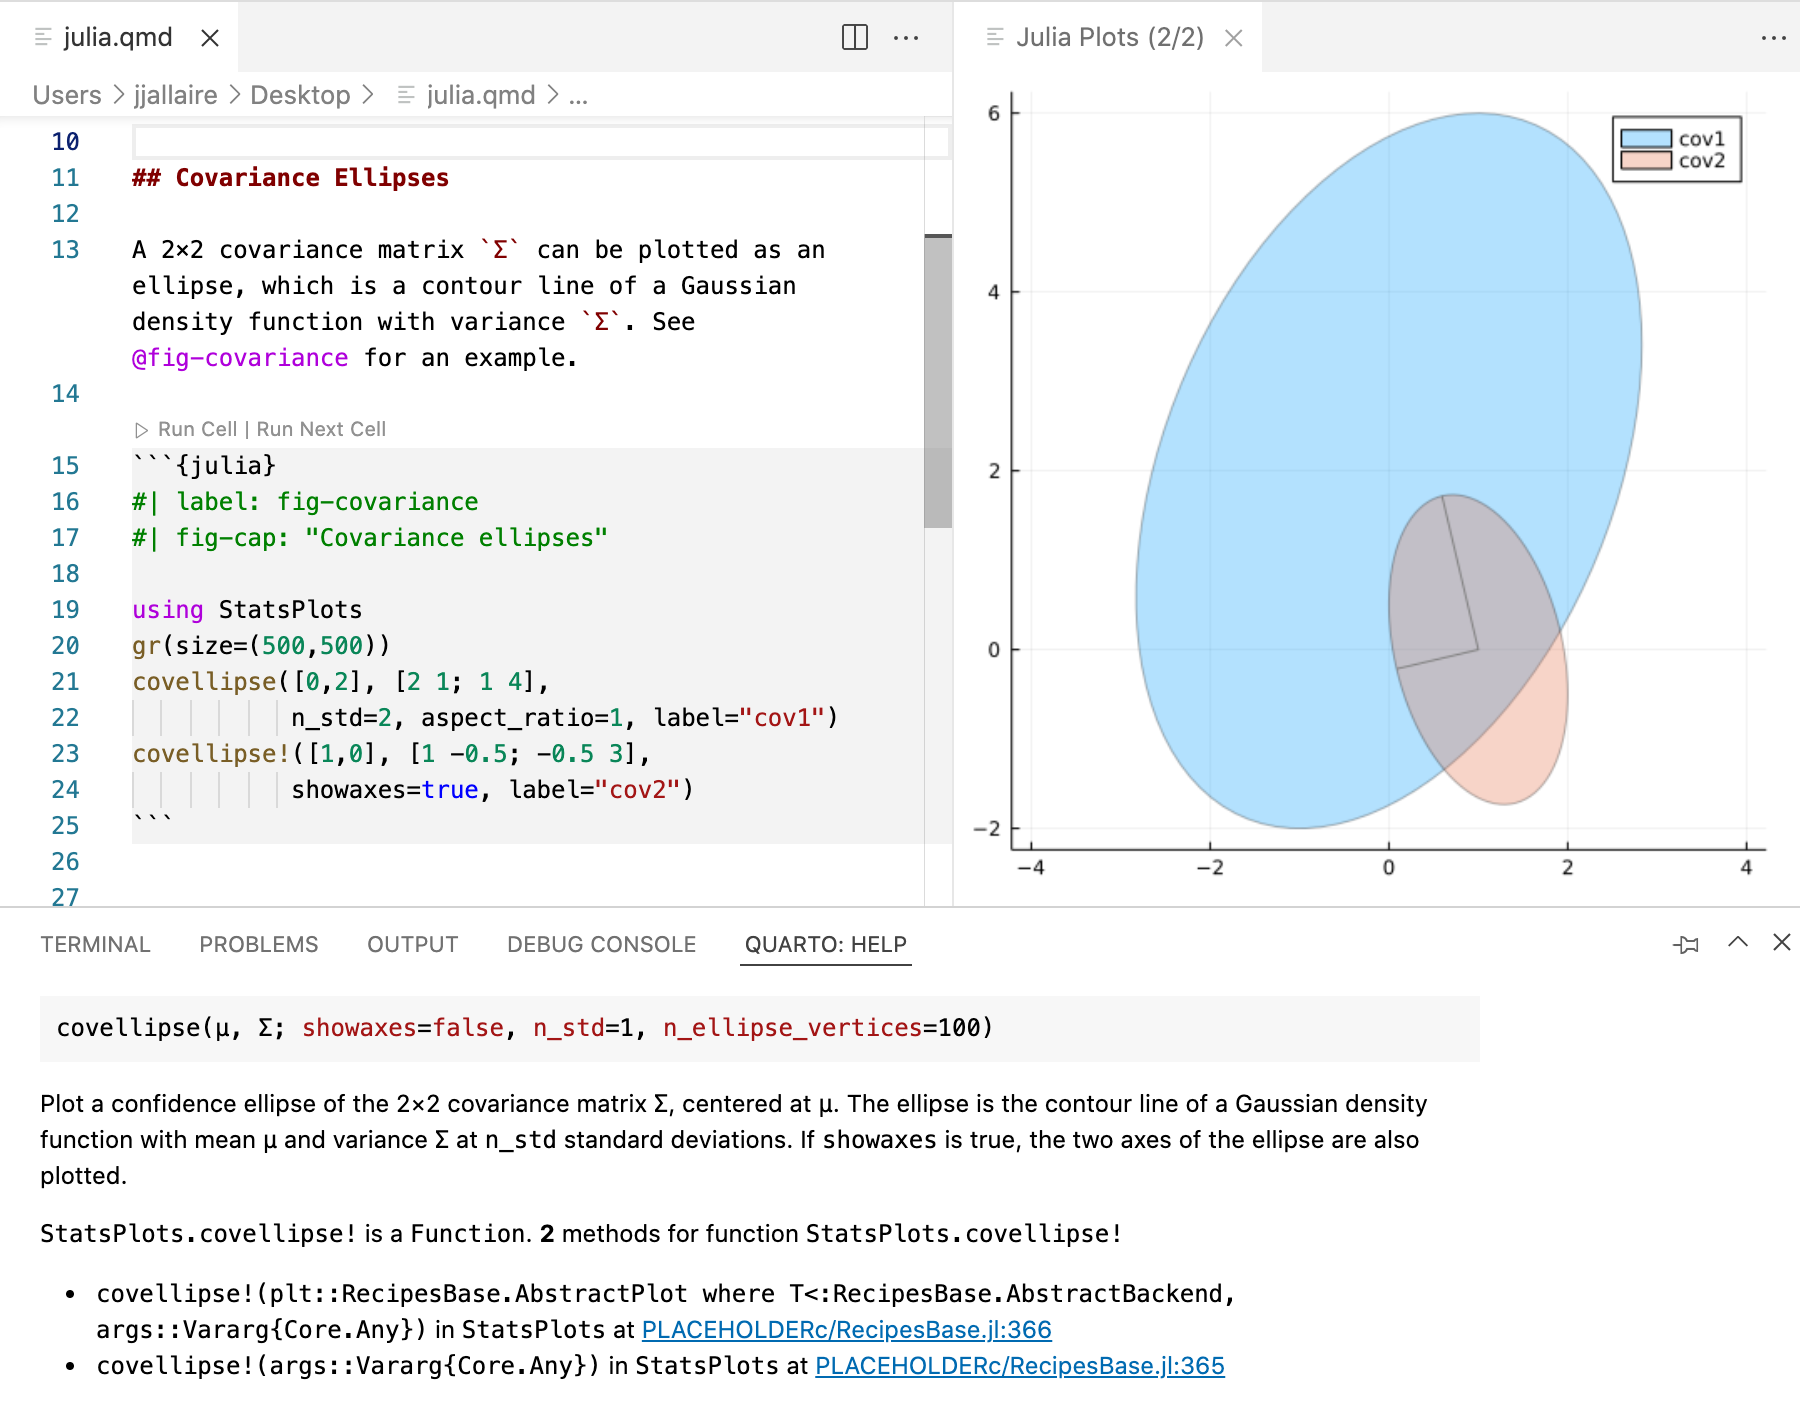 julia.qmd
Julia Plots (2/2)
Users > jjallaire > Desktop > julia.qmd > ...
10
11 ## Covariance Ellipses
12
13 A 2×2 covariance matrix `Σ` can be plotted as an
ellipse, which is a contour line of a Gaussian
density function with variance `Σ`. See
@fig-covariance for an example.
14
Run Cell | Run Next Cell
15 ```{julia}
16 #| label: fig-covariance
17 #| fig-cap: "Covariance ellipses"
18
19 using StatsPlots
20 gr(size=(500,500))
21 covellipse([0,2], [2 1; 1 4],
22 n_std=2, aspect_ratio=1, label="cov1")
23 covellipse!([1,0], [1 -0.5; -0.5 3],
24 showaxes=true, label="cov2")
25 ```
26
27
6
4
2
0
−2
−4 −2 0 2 4
cov1
cov2
TERMINAL PROBLEMS OUTPUT DEBUG CONSOLE QUARTO: HELP
covellipse(μ, Σ; showaxes=false, n_std=1, n_ellipse_vertices=100)
Plot a confidence ellipse of the 2×2 covariance matrix Σ, centered at μ. The ellipse is the contour line of a Gaussian density
function with mean μ and variance Σ at n_std standard deviations. If showaxes is true, the two axes of the ellipse are also
plotted.
StatsPlots.covellipse! is a Function. 2 methods for function StatsPlots.covellipse!
• covellipse!(plt::RecipesBase.AbstractPlot where T<:RecipesBase.AbstractBackend,
args::Vararg{Core.Any}) in StatsPlots at PLACEHOLDERc/RecipesBase.jl:366
• covellipse!(args::Vararg{Core.Any}) in StatsPlots at PLACEHOLDERc/RecipesBase.jl:365